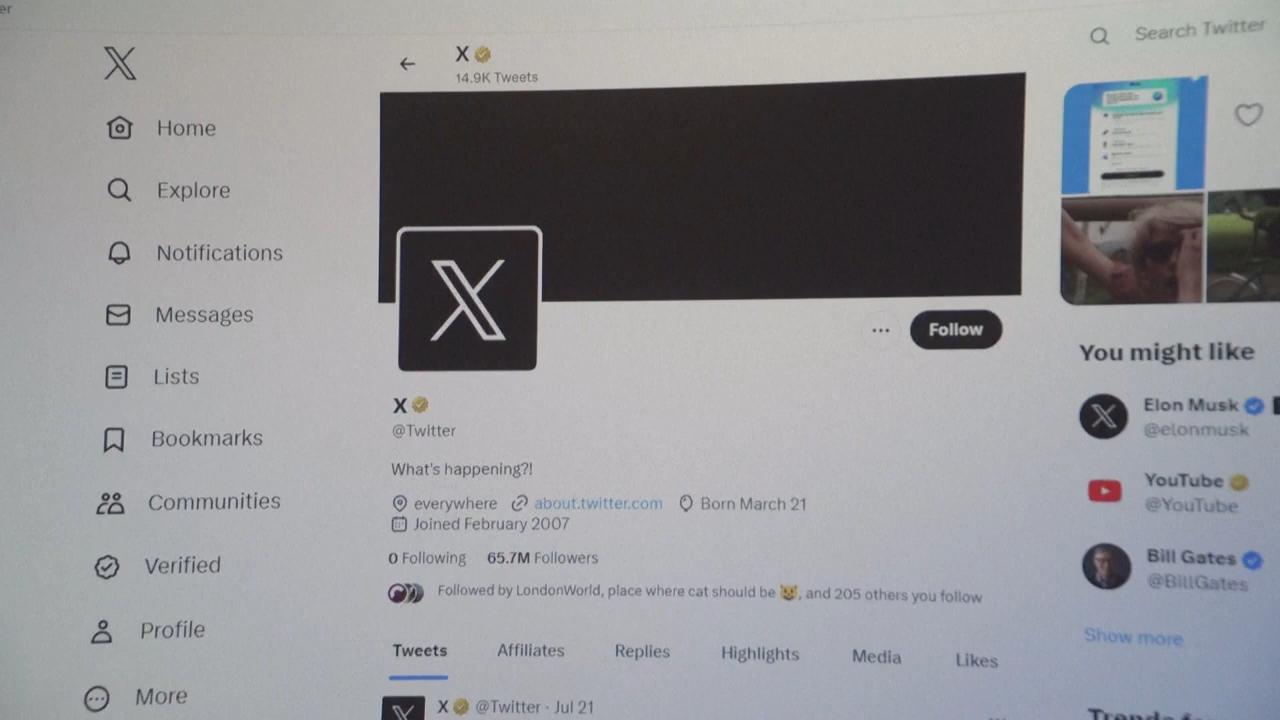 er
X
14.9K Tweets
Search Twitter
Home
Explore
Notifications
Messages
Lists
Bookmarks
Communities
Verified
Profile
More
Follow
X
@Twitter
What's happening?!
everywhere about.twitter.com Born March 21
Joined February 2007
0 Following 65.7M Followers
Followed by LondonWorld, place where cat should be 😺, and 205 others you follow
Tweets Affiliates Replies Highlights Media Likes
X @Twitter · Jul 21
You might like
Elon Musk
@elonmusk
YouTube
@YouTube
Bill Gates
@BillGates
Show more